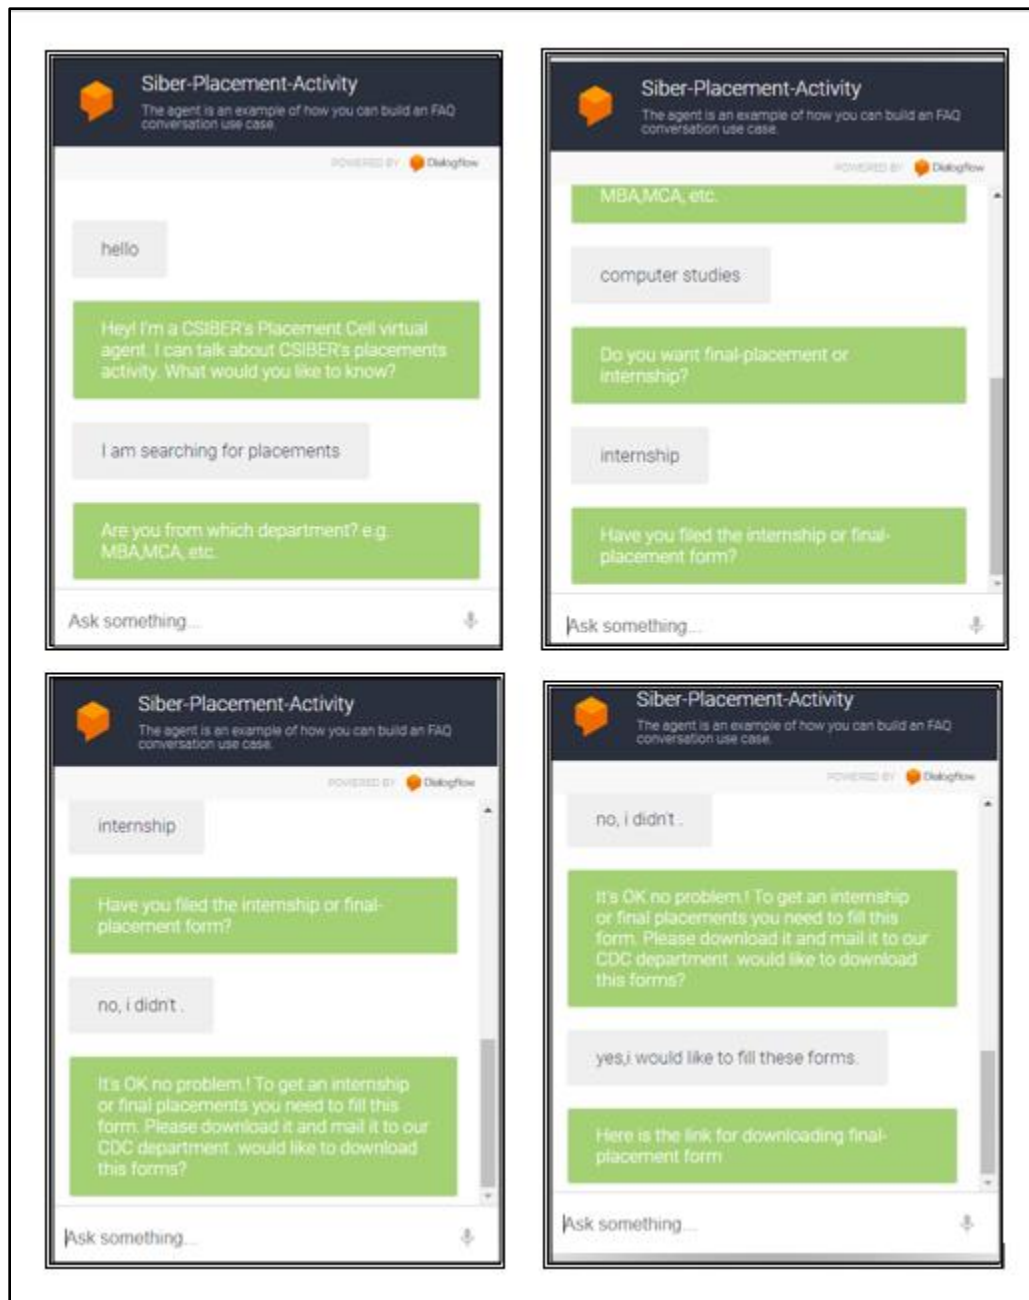 Siber-Placement-Activity
The agent is an example of how you can build an FAQ
conversation use case.
POWERED BY Dialogflow
hello
Hey! I'm a CSIBER's Placement Cell virtual
agent. I can talk about CSIBER's placements
activity. What would you like to know?
I am searching for placements
Are you from which department? e.g.
MBA,MCA, etc.
Ask something...
Siber-Placement-Activity
The agent is an example of how you can build an FAQ
conversation use case.
POWERED BY Dialogflow
MBA,MCA, etc.
computer studies
Do you want final-placement or
internship?
internship
Have you filed the internship or final-
placement form?
Ask something...
Siber-Placement-Activity
The agent is an example of how you can build an FAQ
conversation use case.
POWERED BY Dialogflow
internship
Have you filed the internship or final-
placement form?
no, i didn't .
It's OK no problem.! To get an internship
or final placements you need to fill this
form. Please download it and mail it to our
CDC department .would like to download
this forms?
Ask something...
Siber-Placement-Activity
The agent is an example of how you can build an FAQ
conversation use case.
POWERED BY Dialogflow
no, i didn't .
It's OK no problem.! To get an internship
or final placements you need to fill this
form. Please download it and mail it to our
CDC department .would like to download
this forms?
yes,i would like to fill these forms.
Here is the link for downloading final-
placement form
Ask something...